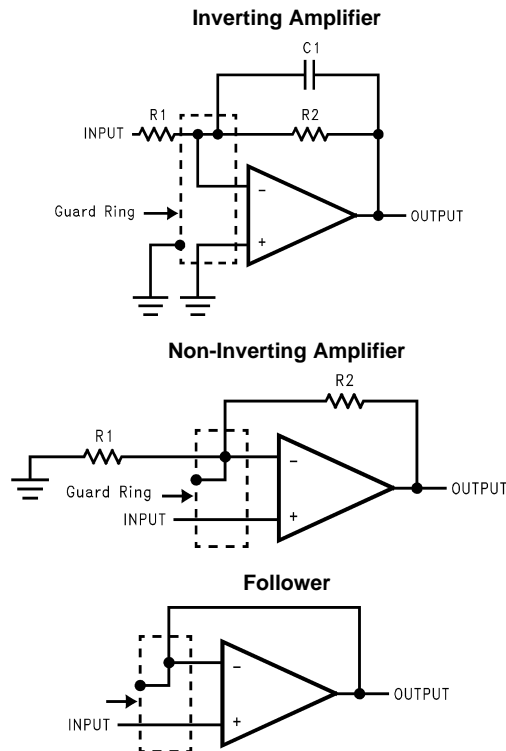 Inverting Amplifier
C1
R1
R2
INPUT
−
Guard Ring
OUTPUT
+
Non-Inverting Amplifier
R2
R1
−
Guard Ring
OUTPUT
INPUT
+
Follower
−
OUTPUT
INPUT
+